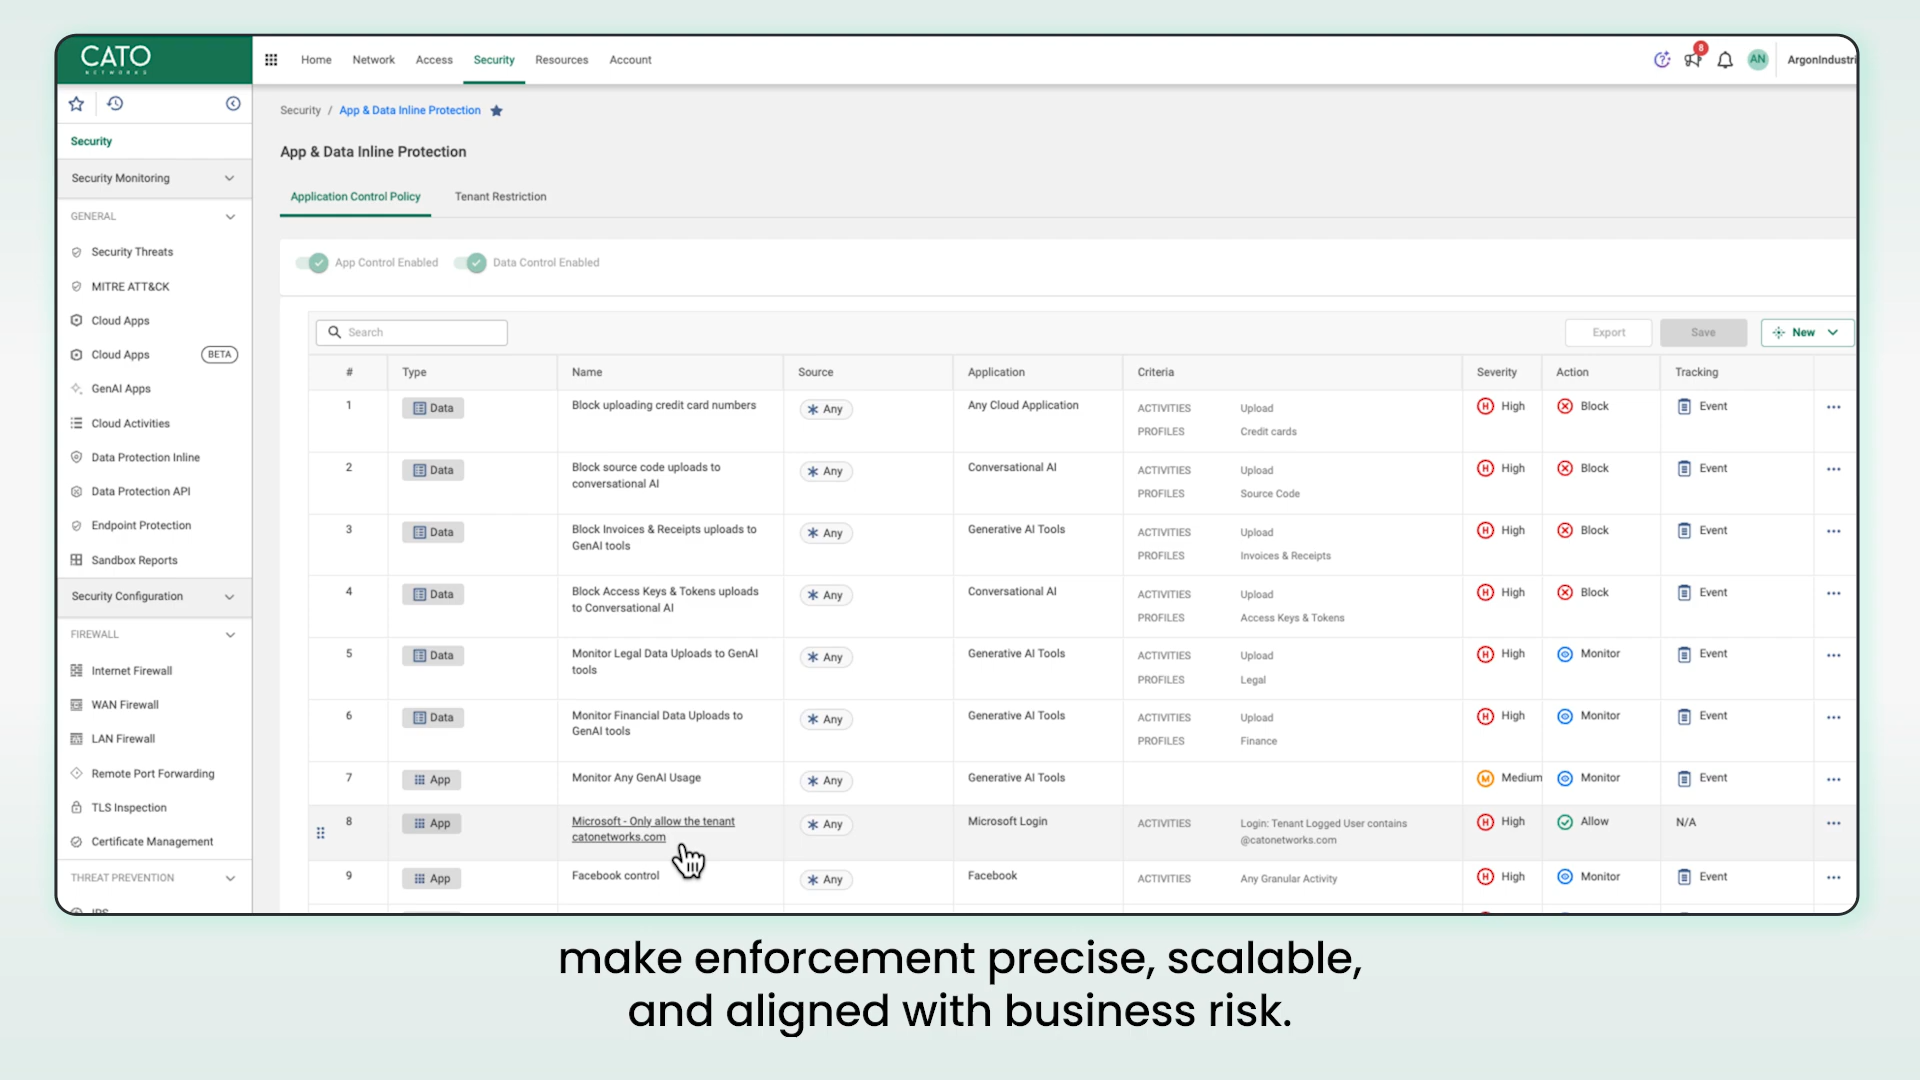 CATO
NETWORKS
Home Network Access Security Resources Account
8
AN
ArgonIndustri
Security / App & Data Inline Protection
App & Data Inline Protection
Application Control Policy Tenant Restriction
App Control Enabled Data Control Enabled
Security
Security Monitoring
GENERAL
Security Threats
MITRE ATT&CK
Cloud Apps
Cloud Apps BETA
GenAI Apps
Cloud Activities
Data Protection Inline
Data Protection API
Endpoint Protection
Sandbox Reports
Security Configuration
FIREWALL
Internet Firewall
WAN Firewall
LAN Firewall
Remote Port Forwarding
TLS Inspection
Certificate Management
THREAT PREVENTION
IPS
Search Export Save New
# Type Name Source Application Criteria Severity Action Tracking
1 Data Block uploading credit card numbers Any Any Cloud Application ACTIVITIES Upload H High Block Event
PROFILES Credit cards
2 Data Block source code uploads to Any Conversational AI ACTIVITIES Upload H High Block Event
conversational AI PROFILES Source Code
3 Data Block Invoices & Receipts uploads to Any Generative AI Tools ACTIVITIES Upload H High Block Event
GenAI tools PROFILES Invoices & Receipts
4 Data Block Access Keys & Tokens uploads Any Conversational AI ACTIVITIES Upload H High Block Event
to Conversational AI PROFILES Access Keys & Tokens
5 Data Monitor Legal Data Uploads to GenAI Any Generative AI Tools ACTIVITIES Upload H High Monitor Event
tools PROFILES Legal
6 Data Monitor Financial Data Uploads to Any Generative AI Tools ACTIVITIES Upload H High Monitor Event
GenAI tools PROFILES Finance
7 App Monitor Any GenAI Usage Any Generative AI Tools M Medium Monitor Event
8 App Microsoft - Only allow the tenant Any Microsoft Login ACTIVITIES Login: Tenant Logged User contains H High Allow N/A
catonetworks.com @catonetworks.com
9 App Facebook control Any Facebook ACTIVITIES Any Granular Activity H High Monitor Event
make enforcement precise, scalable,
and aligned with business risk.